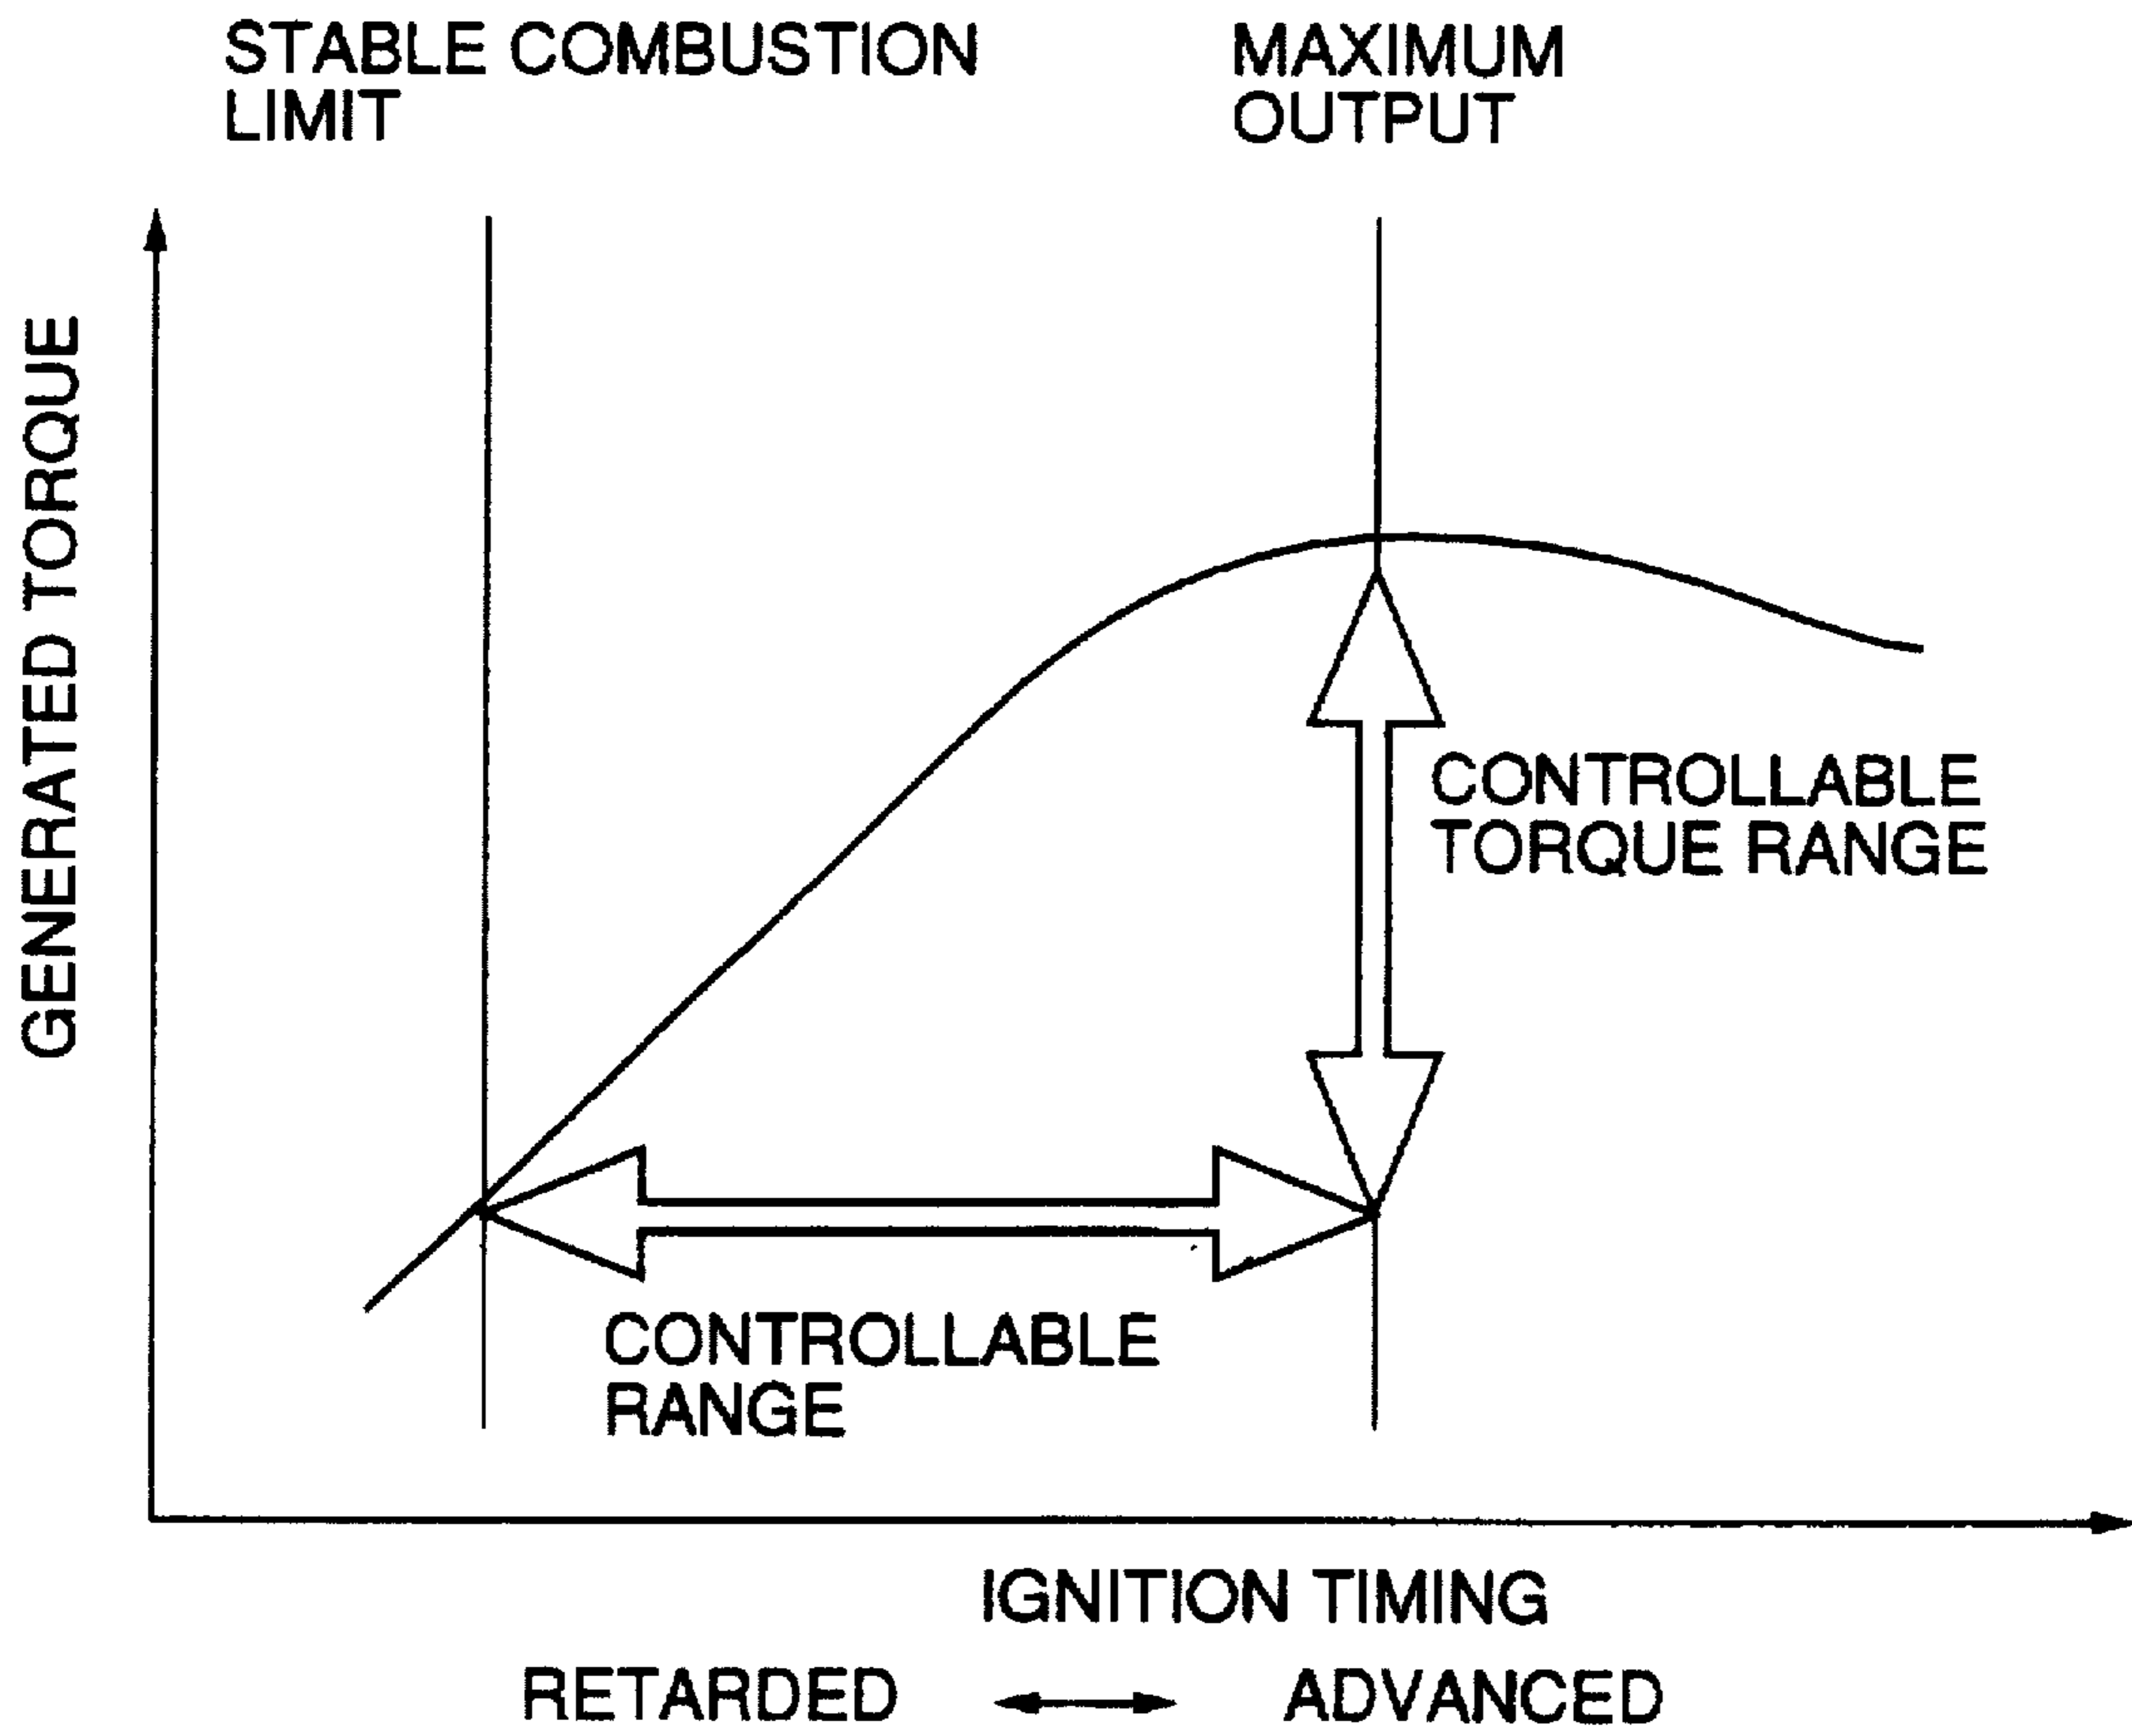 STABLE COMBUSTION
LIMIT
MAXIMUM
OUTPUT
GENERATED TORQUE
CONTROLLABLE
TORQUE RANGE
CONTROLLABLE
RANGE
IGNITION TIMING
RETARDED
ADVANCED